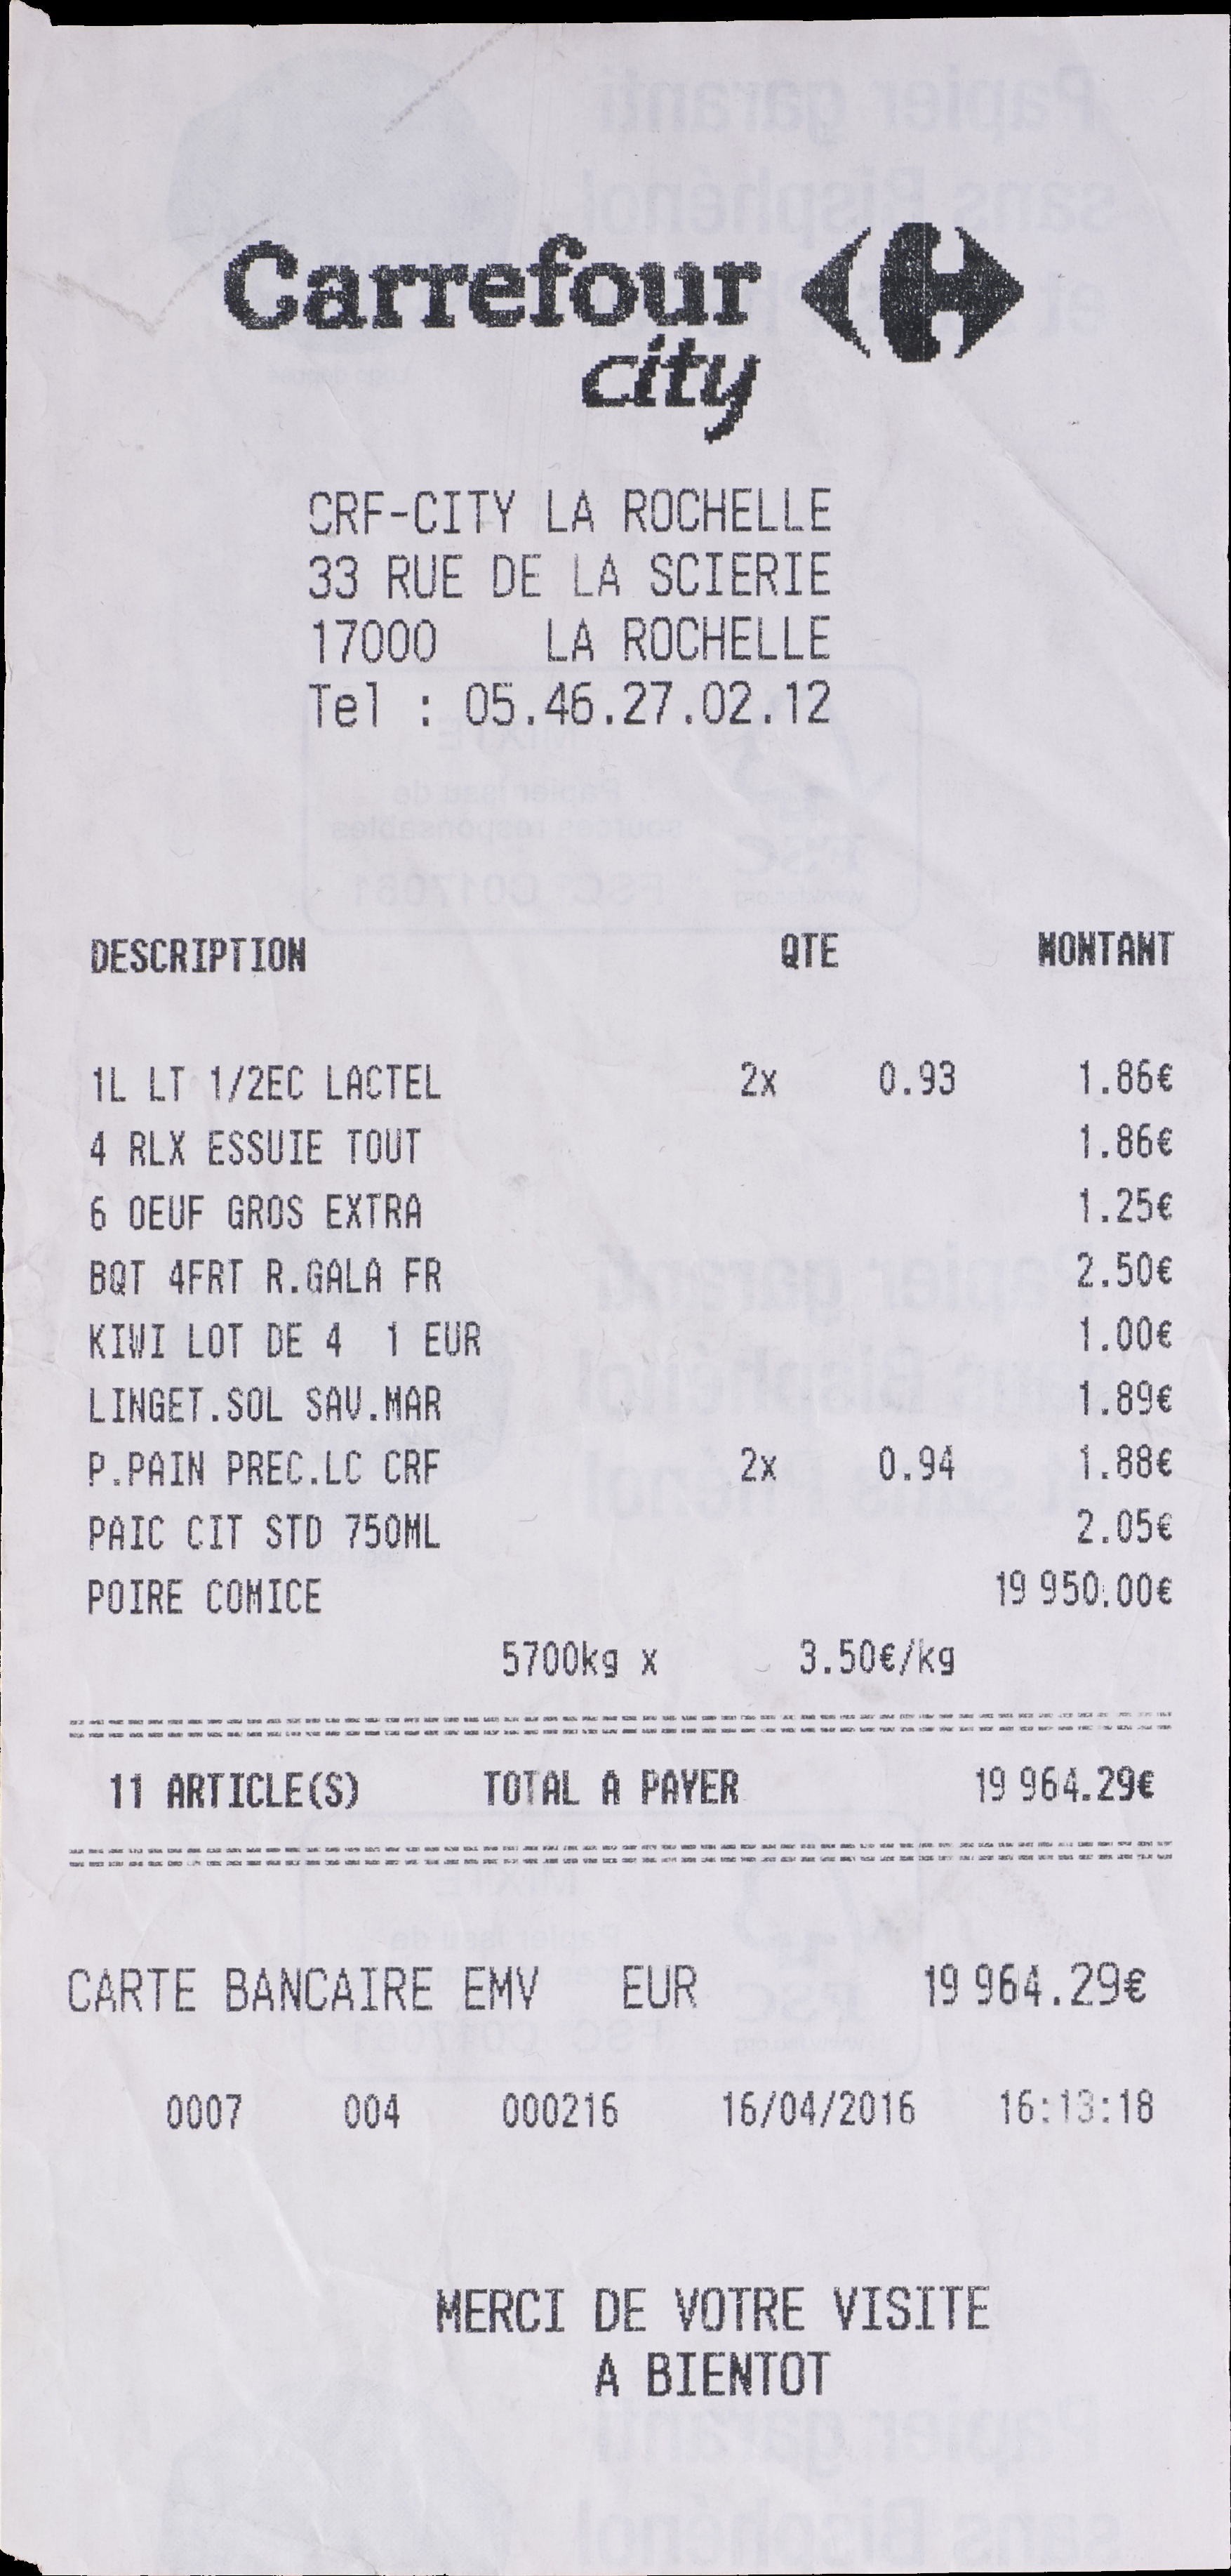 Carrefour
city
CRF-CITY LA ROCHELLE
33 RUE DE LA SCIERIE
17000 LA ROCHELLE
Tel : 05.46.27.02.12
DESCRIPTION QTE MONTANT
1L LT 1/2EC LACTEL 2x 0.93 1.86€
4 RLX ESSUIE TOUT 1.86€
6 OEUF GROS EXTRA 1.25€
BQT 4FRT R.GALA FR 2.50€
KIWI LOT DE 4 1 EUR 1.00€
LINGET.SOL SAV.MAR 1.89€
P.PAIN PREC.LC CRF 2x 0.94 1.88€
PAIC CIT STD 750ML 2.05€
POIRE COMICE 19 950.00€
5700kg x 3.50€/kg
11 ARTICLE(S) TOTAL A PAYER 19 964.29€
CARTE BANCAIRE EMV EUR 19 964.29€
0007 004 000216 16/04/2016 16:13:18
MERCI DE VOTRE VISITE
A BIENTOT